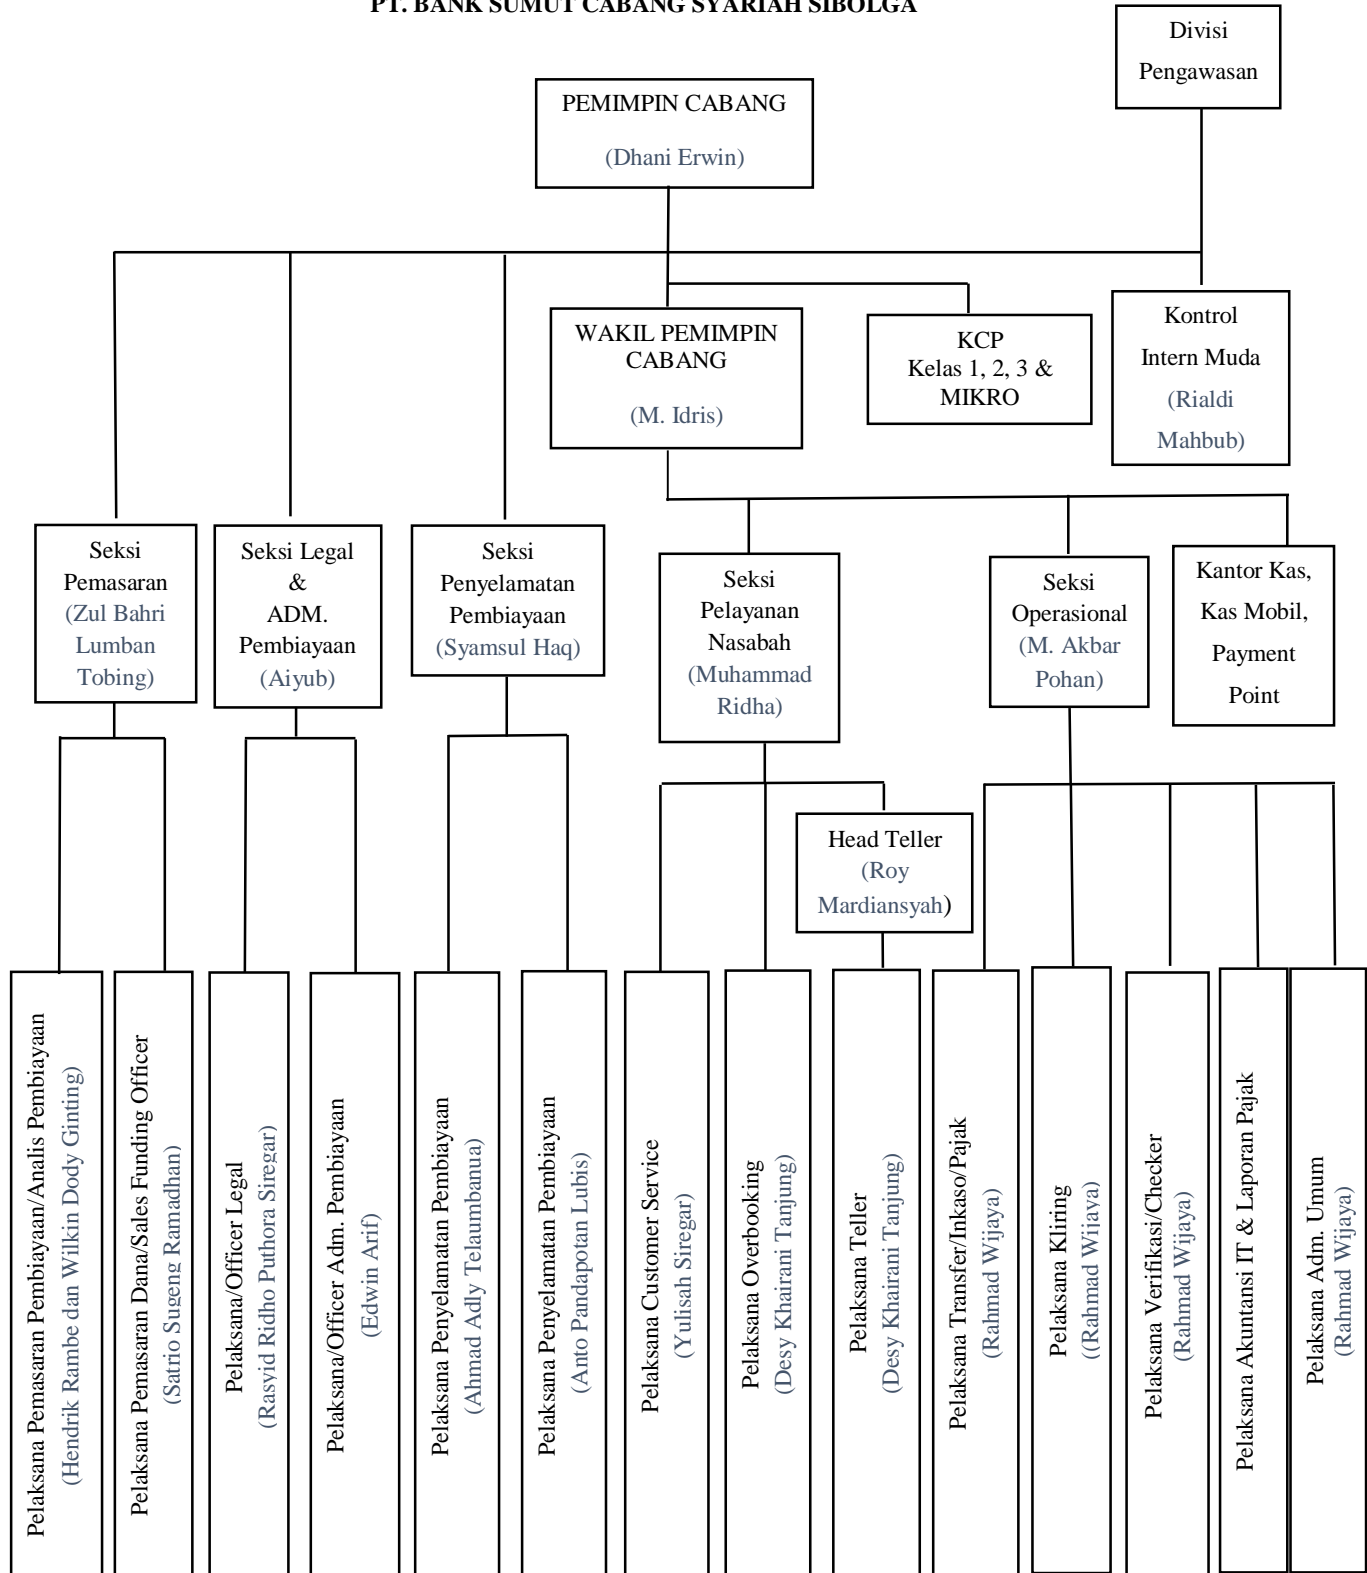 PT. BANK SUMUT CABANG SYARIAH SIBOLGA
Divisi
Pengawasan
PEMIMPIN CABANG
(Dhani Erwin)
WAKIL PEMIMPIN
CABANG
(M. Idris)
KCP
Kelas 1, 2, 3 &
MIKRO
Kontrol
Intern Muda
(Rialdi
Mahbub)
Seksi
Pemasaran
(Zul Bahri
Lumban
Tobing)
Seksi Legal
&
ADM.
Pembiayaan
(Aiyub)
Seksi
Penyelamatan
Pembiayaan
(Syamsul Haq)
Seksi
Pelayanan
Nasabah
(Muhammad
Ridha)
Seksi
Operasional
(M. Akbar
Pohan)
Kantor Kas,
Kas Mobil,
Payment
Point
Head Teller
(Roy
Mardiansyah)
Pelaksana Pemasaran Pembiayaan/Analis Pembiayaan
(Hendrik Rambe dan Wilkin Dody Ginting)
Pelaksana Pemasaran Dana/Sales Funding Officer
(Satrio Sugeng Ramadhan)
Pelaksana/Officer Legal
(Rasyid Ridho Puthora Siregar)
Pelaksana/Officer Adm. Pembiayaan
(Edwin Arif)
Pelaksana Penyelamatan Pembiayaan
(Ahmad Adly Telaumbanua)
Pelaksana Penyelamatan Pembiayaan
(Anto Pandapotan Lubis)
Pelaksana Customer Service
(Yulisah Siregar)
Pelaksana Overbooking
(Desy Khairani Tanjung)
Pelaksana Teller
(Desy Khairani Tanjung)
Pelaksana Transfer/Inkaso/Pajak
(Rahmad Wijaya)
Pelaksana Kliring
((Rahmad Wijaya)
Pelaksana Verifikasi/Checker
(Rahmad Wijaya)
Pelaksana Akuntansi IT & Laporan Pajak
Pelaksana Adm. Umum
(Rahmad Wijaya)